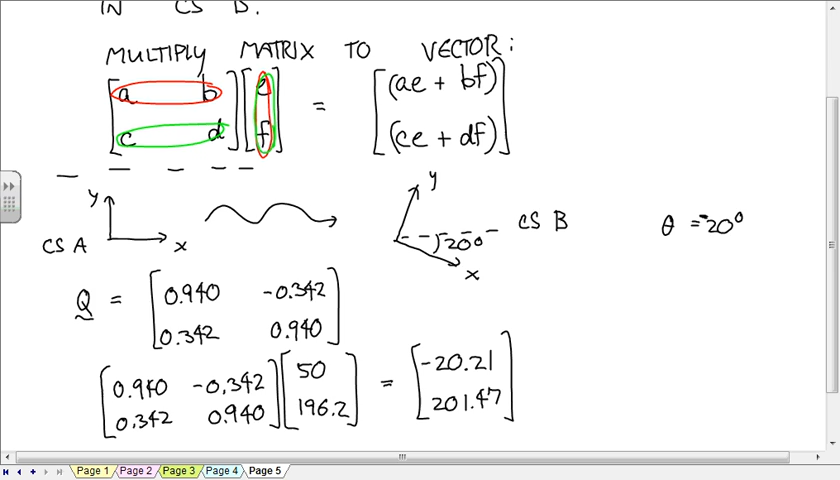 IN CS B.
MULTIPLY MATRIX TO VECTOR:
[a b] [e] = [(ae + bf)]
[c d] [f] [(ce + df)]
y y
CS A x 20° CS B θ = -20°
x
Q = [0.940 -0.342]
[0.342 0.940]
[0.940 -0.342] [50] = [-20.21]
[0.342 0.940] [196.2] [201.47]
Page 1 Page 2 Page 3 Page 4 Page 5